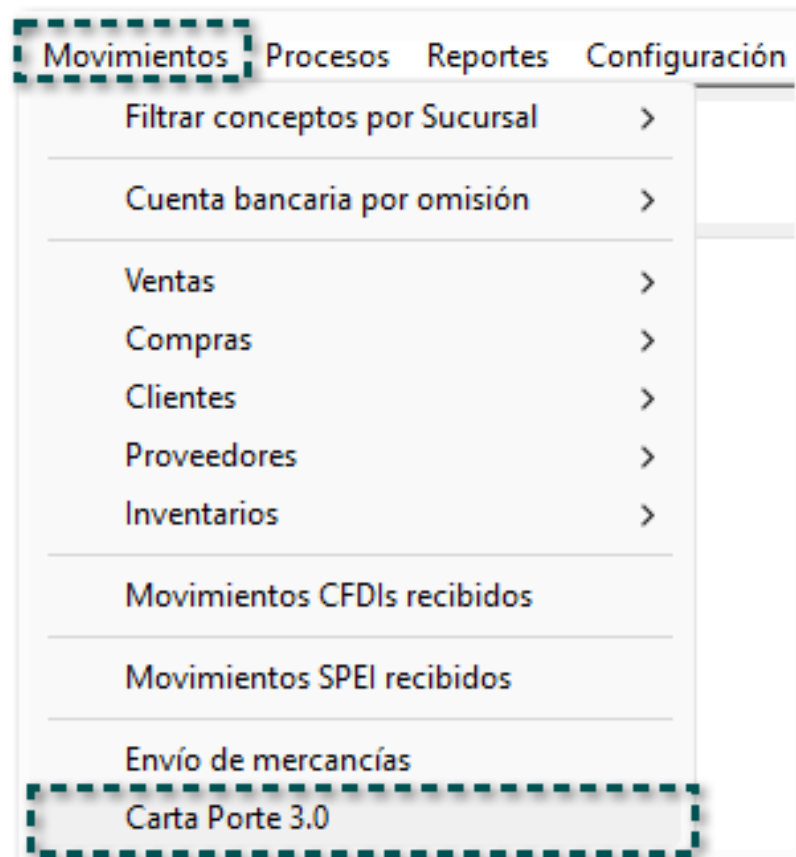 Movimientos Procesos Reportes Configuración
Filtrar conceptos por Sucursal
Cuenta bancaria por omisión
Ventas
Compras
Clientes
Proveedores
Inventarios
Movimientos CFDIs recibidos
Movimientos SPEI recibidos
Envío de mercancías
Carta Porte 3.0